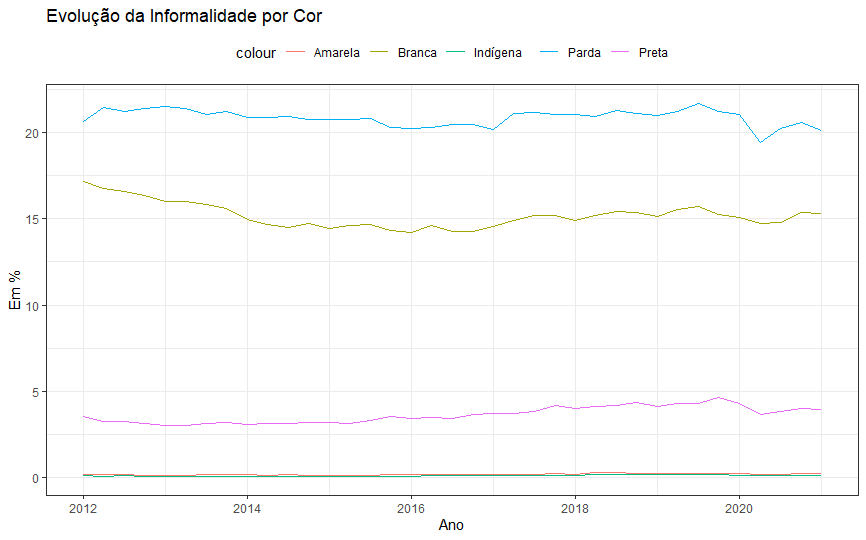 Evolução da Informalidade por Cor
colour Amarela Branca Indígena Parda Preta
20
15
10
5
0
Em %
2012 2014 2016 2018 2020
Ano